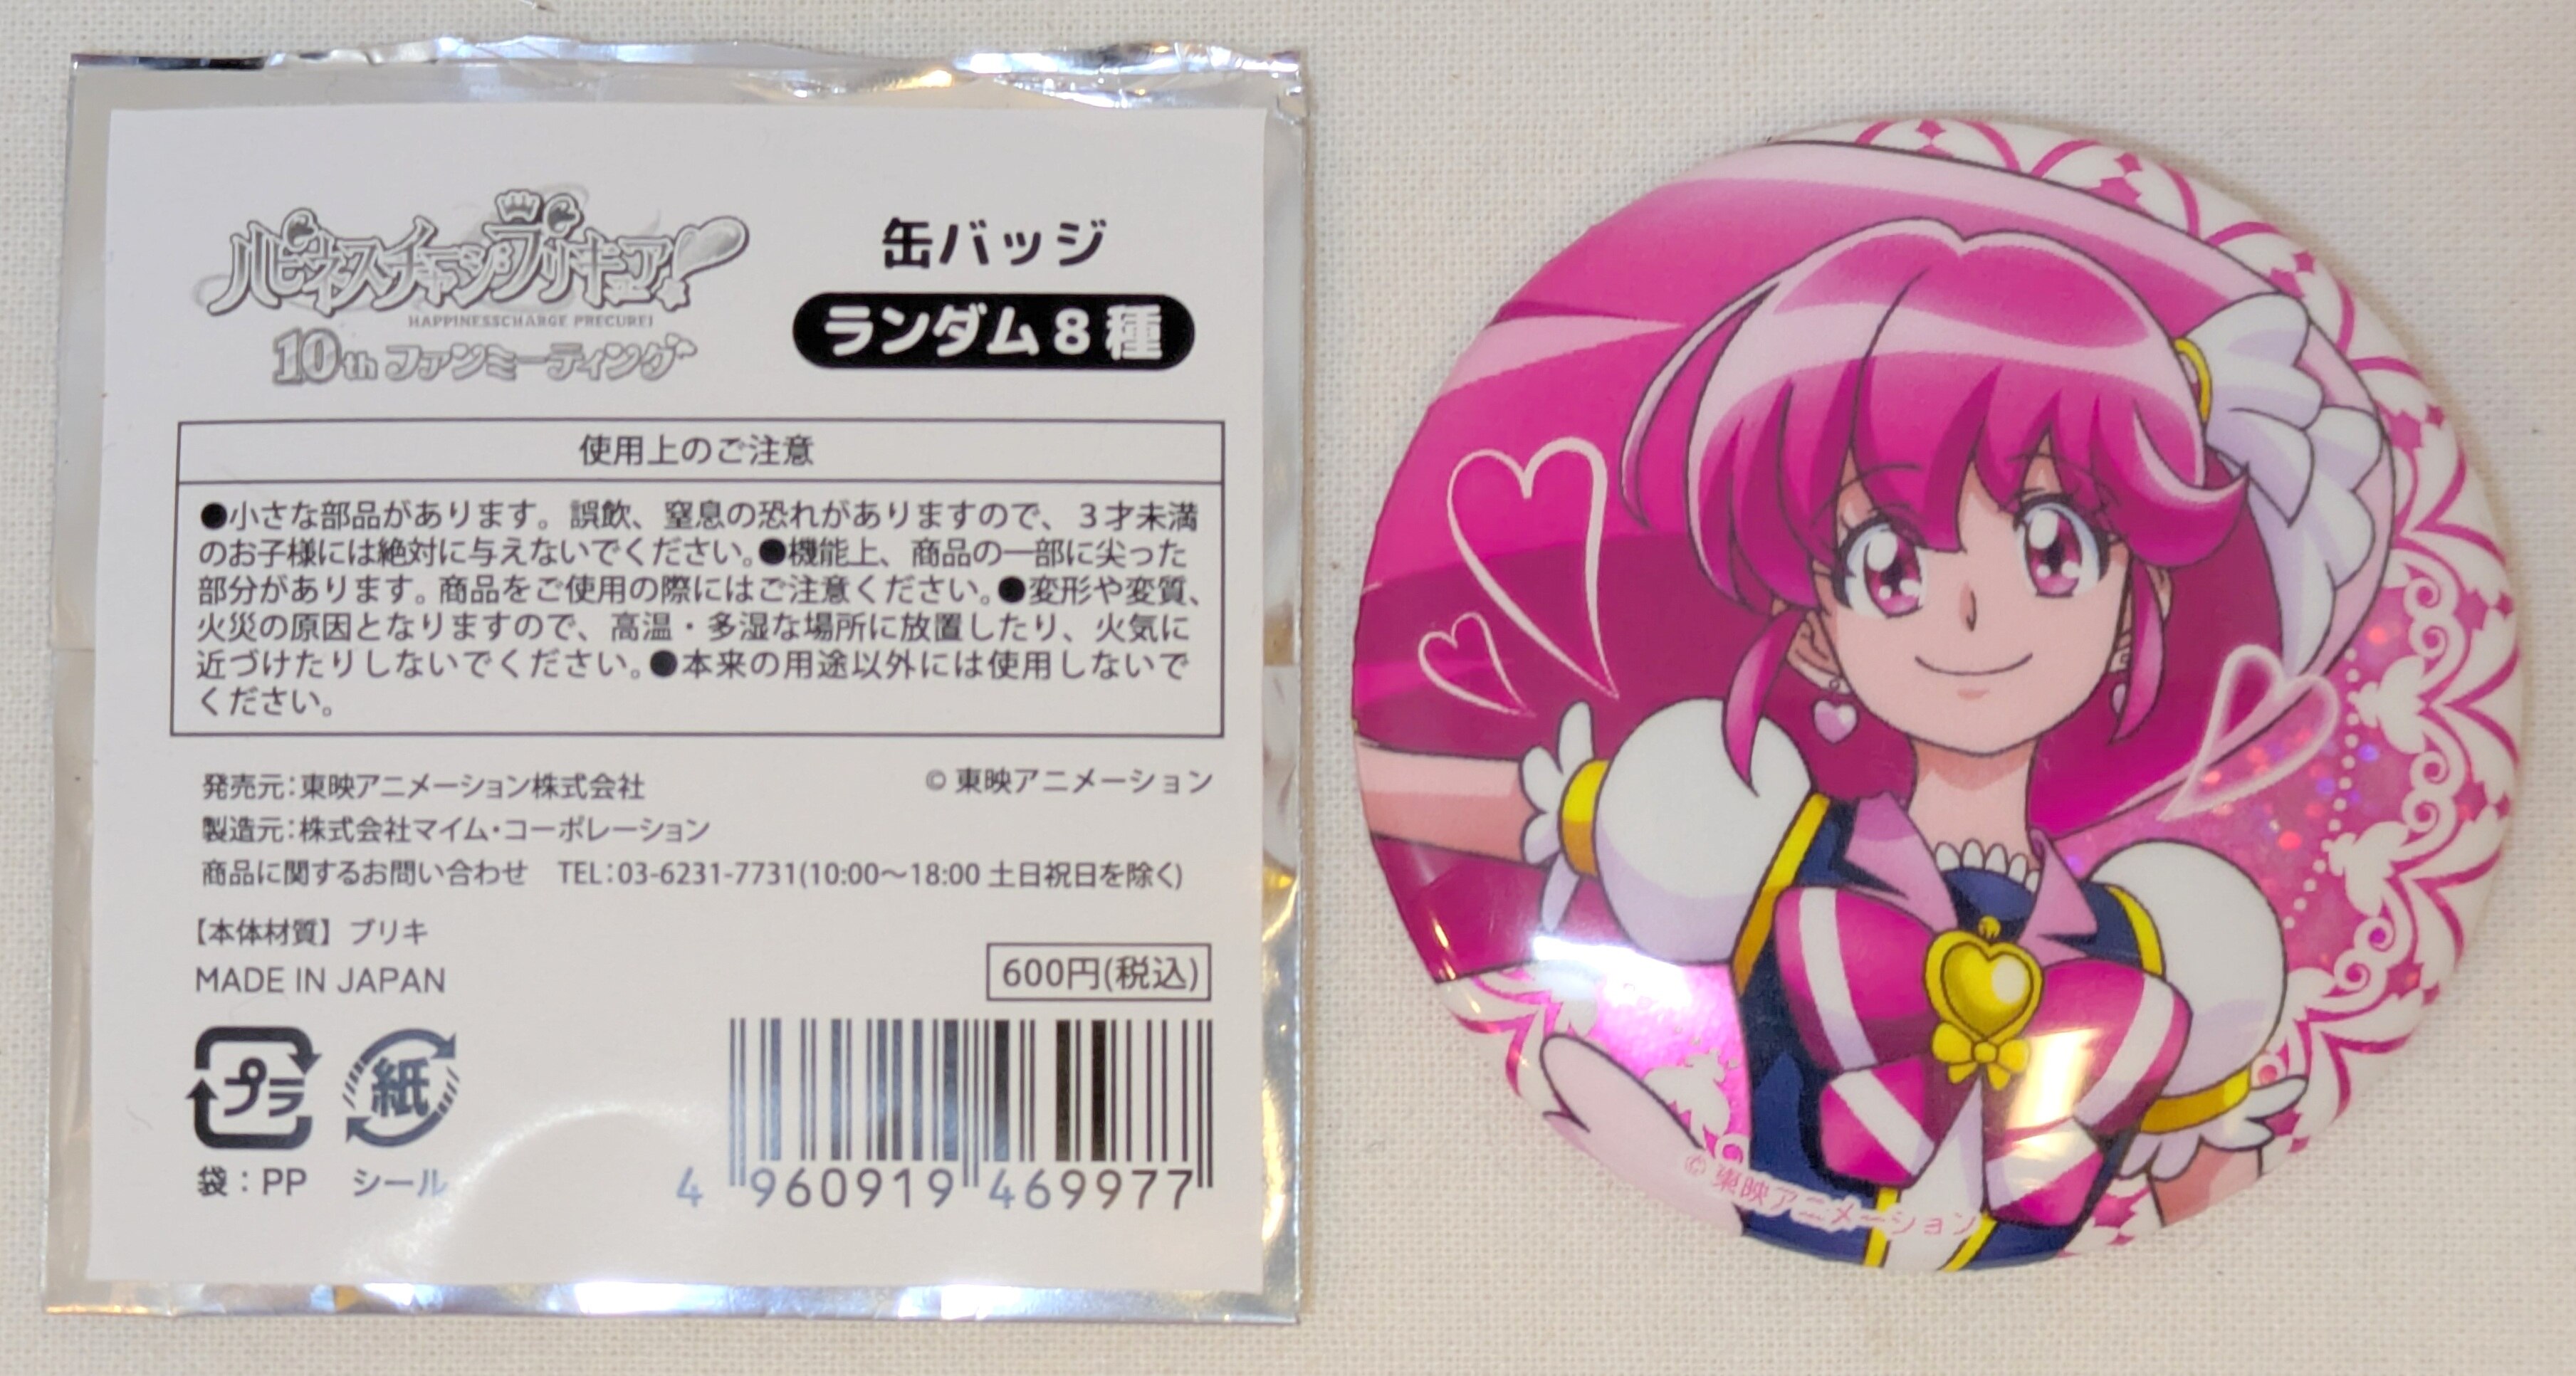 ハピネスチャージプリキュア!
HAPPINESSCHARGE PRECURE!
10th ファンミーティング
缶バッジ
ランダム8種
使用上のご注意
●小さな部品があります。誤飲、窒息の恐れがありますので、３才未満
のお子様には絶対に与えないでください。●機能上、商品の一部に尖った
部分があります。商品をご使用の際にはご注意ください。●変形や変質、
火災の原因となりますので、高温・多湿な場所に放置したり、火気に
近づけたりしないでください。●本来の用途以外には使用しないで
ください。
発売元：東映アニメーション株式会社
© 東映アニメーション
製造元：株式会社マイム・コーポレーション
商品に関するお問い合わせ　TEL：03-6231-7731(10:00〜18:00 土日祝日を除く)
【本体材質】ブリキ
MADE IN JAPAN
600円(税込)
プラ
紙
袋：PP
シール
4 960919 469977
© 東映アニメーション